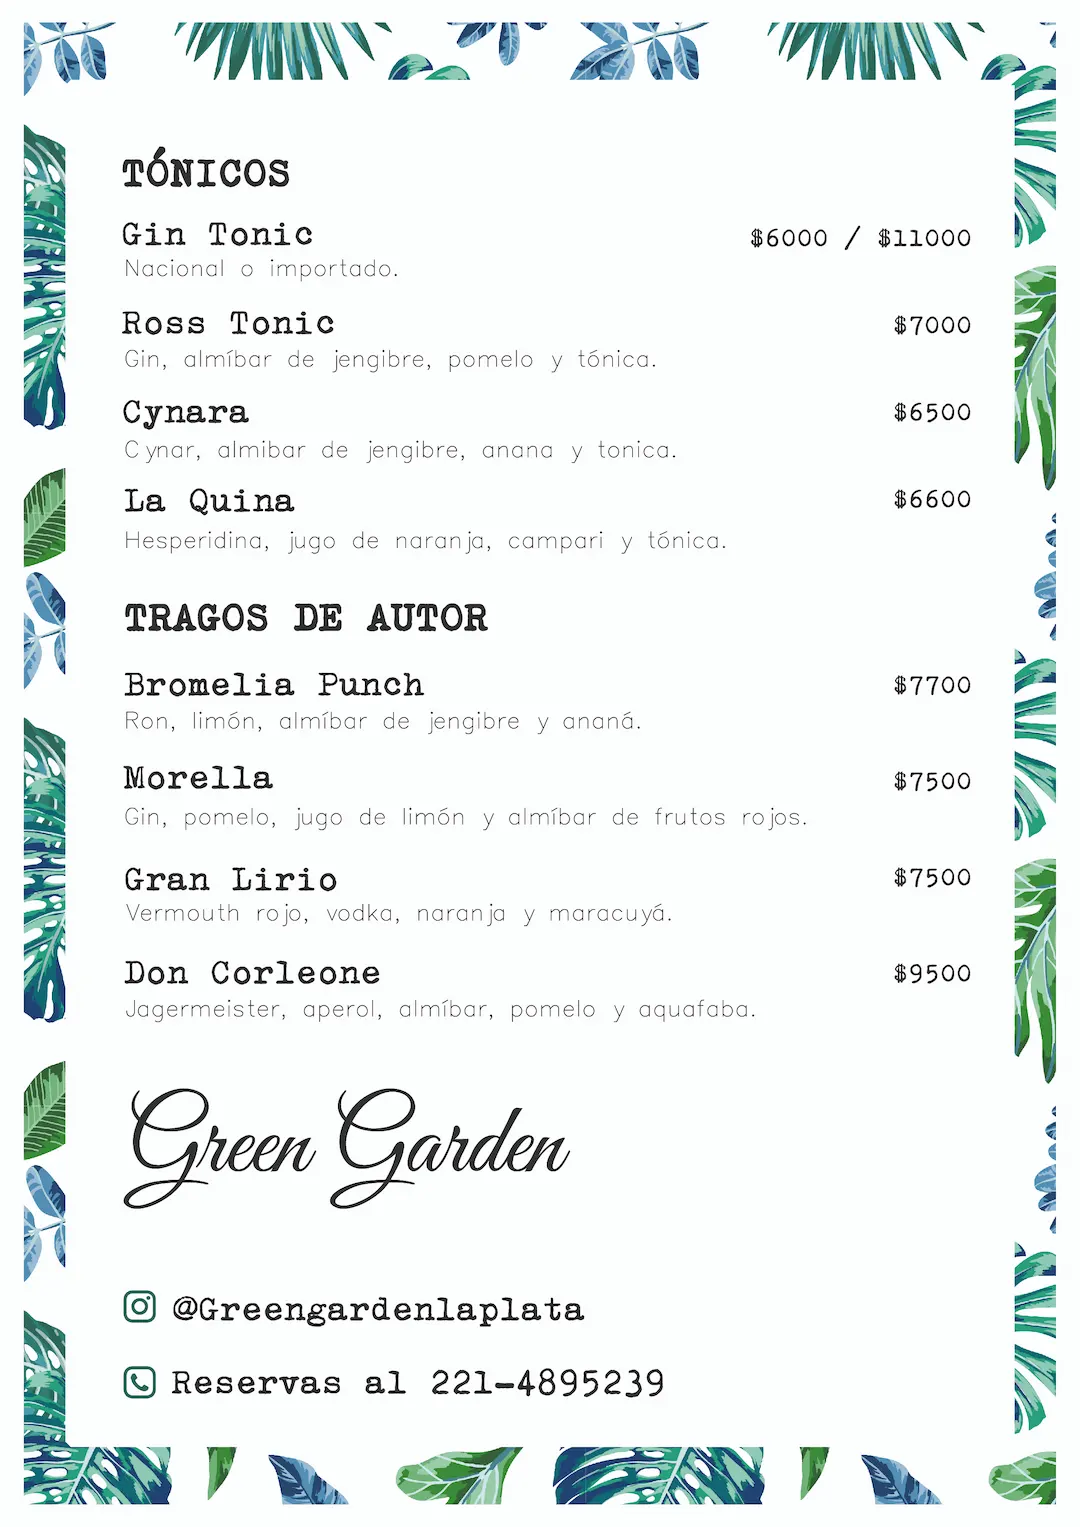 TÓNICOS
Gin Tonic $6000 / $11000
Nacional o importado.
Ross Tonic $7000
Gin, almíbar de jengibre, pomelo y tónica.
Cynara $6500
Cynar, almibar de jengibre, anana y tonica.
La Quina $6600
Hesperidina, jugo de naranja, campari y tónica.
TRAGOS DE AUTOR
Bromelia Punch $7700
Ron, limón, almíbar de jengibre y ananá.
Morella $7500
Gin, pomelo, jugo de limón y almíbar de frutos rojos.
Gran Lirio $7500
Vermouth rojo, vodka, naranja y maracuyá.
Don Corleone $9500
Jagermeister, aperol, almíbar, pomelo y aquafaba.
Green Garden
@Greengardenlaplata
Reservas al 221-4895239